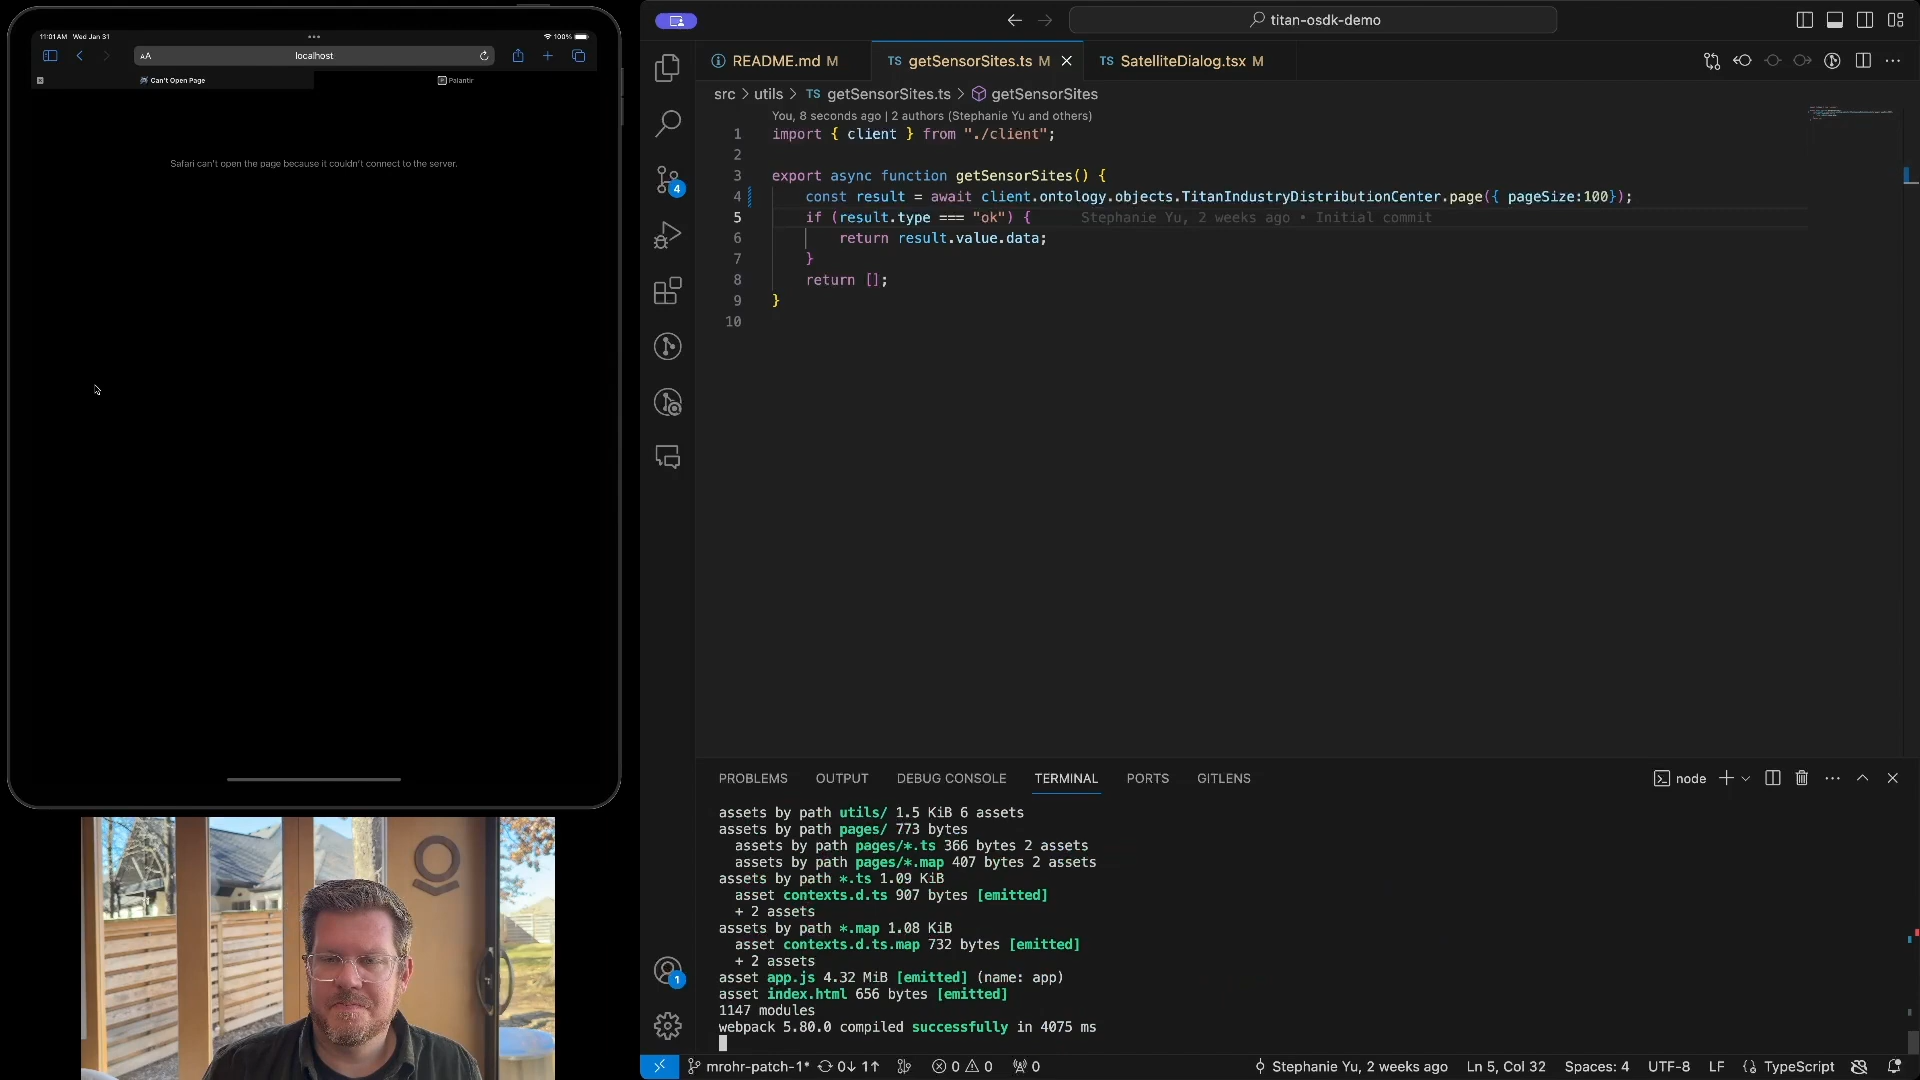 11:01AM Wed Jan 31
100%
AA
localhost
Can't Open Page
Palantir
Safari can't open the page because it couldn't connect to the server.
titan-osdk-demo
README.md M
TS getSensorSites.ts M
TS SatelliteDialog.tsx M
src > utils > TS getSensorSites.ts > getSensorSites
You, 8 seconds ago | 2 authors (Stephanie Yu and others)
1 import { client } from "./client";
2
3 export async function getSensorSites() {
4 const result = await client.ontology.objects.TitanIndustryDistributionCenter.page({ pageSize:100});
5 if (result.type === "ok") { Stephanie Yu, 2 weeks ago • Initial commit
6 return result.value.data;
7 }
8 return [];
9 }
10
4
PROBLEMS OUTPUT DEBUG CONSOLE TERMINAL PORTS GITLENS
node
assets by path utils/ 1.5 KiB 6 assets
assets by path pages/ 773 bytes
assets by path pages/*.ts 366 bytes 2 assets
assets by path pages/*.map 407 bytes 2 assets
assets by path *.ts 1.09 KiB
asset contexts.d.ts 907 bytes [emitted]
+ 2 assets
assets by path *.map 1.08 KiB
asset contexts.d.ts.map 732 bytes [emitted]
+ 2 assets
asset app.js 4.32 MiB [emitted] (name: app)
asset index.html 656 bytes [emitted]
1147 modules
webpack 5.80.0 compiled successfully in 4075 ms
1
mrohr-patch-1* 0↓ 1↑ 0 0 0
Stephanie Yu, 2 weeks ago Ln 5, Col 32 Spaces: 4 UTF-8 LF {} TypeScript